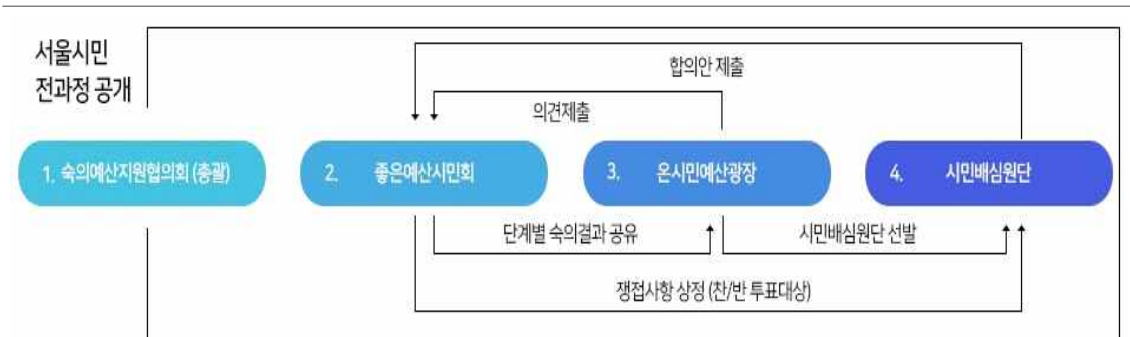 서울시민
전과정 공개
합의안 제출
의견제출
1. 숙의예산지원협의회 (총괄)
2. 좋은예산시민회
3. 온시민예산광장
4. 시민배심원단
단계별 숙의결과 공유
시민배심원단 선발
쟁접사항 상정 (찬/반 투표대상)